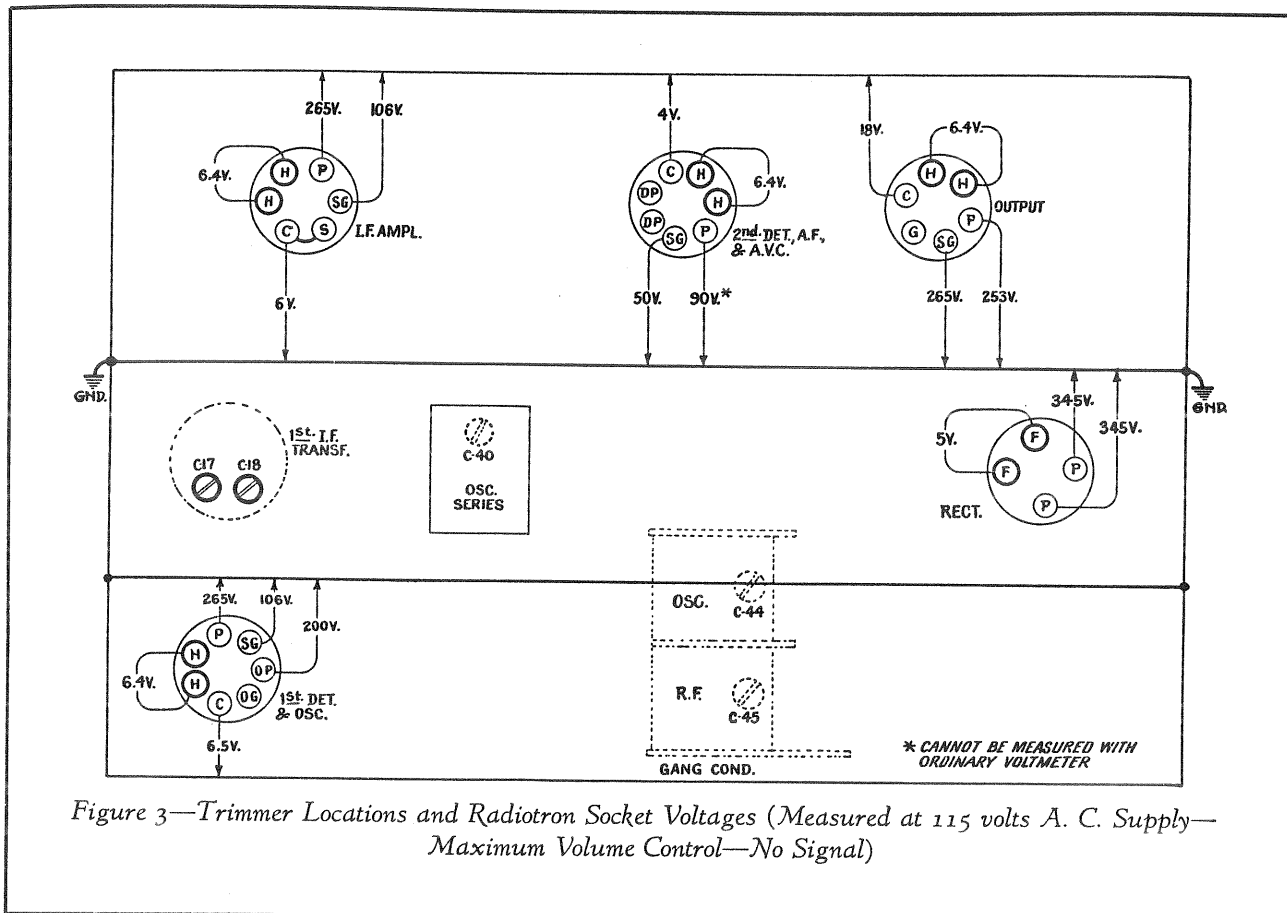 265V.
106V.
6.4V.
H
P
H
SG
C
S
I.F. AMPL.
6V.
4V.
C
H
DP
H
DP
SG
P
6.4V.
2nd. DET., A.F.,
& A.V.C.
50V.
90V.*
18V.
6.4V.
H
H
C
G
SG
P
OUTPUT
265V.
253V.
GND.
GND.
1st. I.F.
TRANSF.
C-17
C-18
C-40
OSC.
SERIES
345V.
345V.
5V.
F
F
P
P
RECT.
265V.
106V.
200V.
6.4V.
P
SG
H
OP
H
OG
C
1st. DET.
& OSC.
6.5V.
OSC.
C-44
R.F.
C-45
GANG COND.
* CANNOT BE MEASURED WITH
ORDINARY VOLTMETER
Figure 3—Trimmer Locations and Radiotron Socket Voltages (Measured at 115 volts A. C. Supply—
Maximum Volume Control—No Signal)